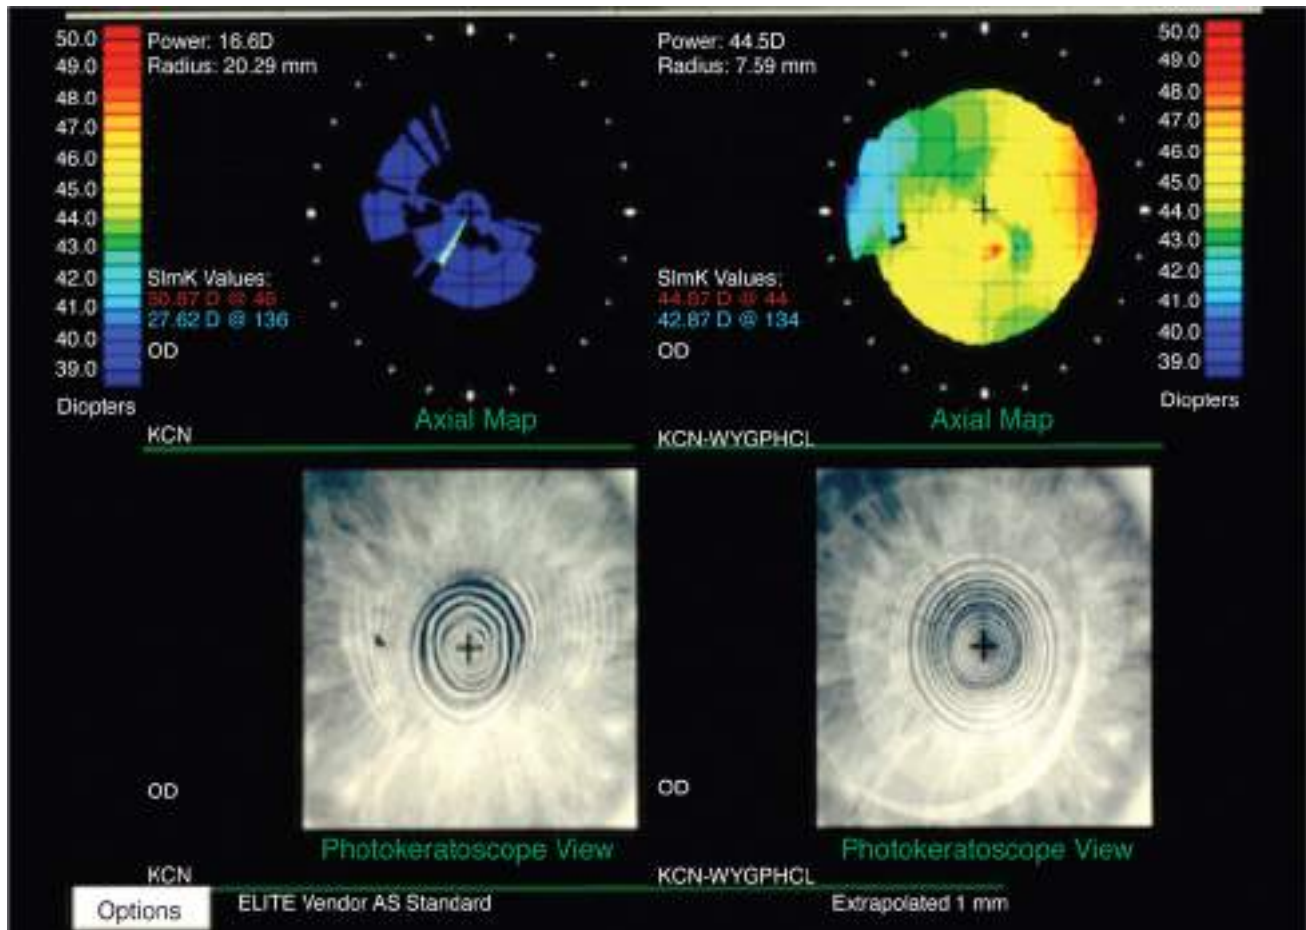 50.0
49.0
48.0
47.0
46.0
45.0
44.0
43.0
42.0
41.0
40.0
39.0
Diopters
Power: 16.6D
Radius: 20.29 mm
SimK Values:
D @ 46
27.62 D @ 136
OD
Axial Map
KCN
Power: 44.5D
Radius: 7.59 mm
SimK Values:
44.87 D @ 44
42.87 D @ 134
OD
Axial Map
KCN-WYGPHCL
50.0
49.0
48.0
47.0
46.0
45.0
44.0
43.0
42.0
41.0
40.0
39.0
Diopters
OD
Photokeratoscope View
KCN
OD
Photokeratoscope View
KCN-WYGPHCL
Options
ELITE Vendor AS Standard
Extrapolated 1 mm